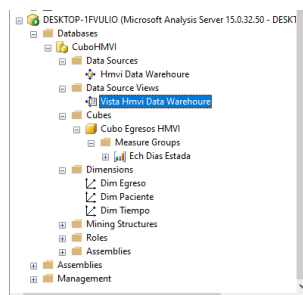 DESKTOP-1FVULIO (Microsoft Analysis Server 15.0.32.50 - DESKT
Databases
CuboHMVI
Data Sources
Hmvi Data Warehoure
Data Source Views
Vista Hmvi Data Warehoure
Cubes
Cubo Egresos HMVI
Measure Groups
Ech Dias Estada
Dimensions
Dim Egreso
Dim Paciente
Dim Tiempo
Mining Structures
Roles
Assemblies
Assemblies
Management